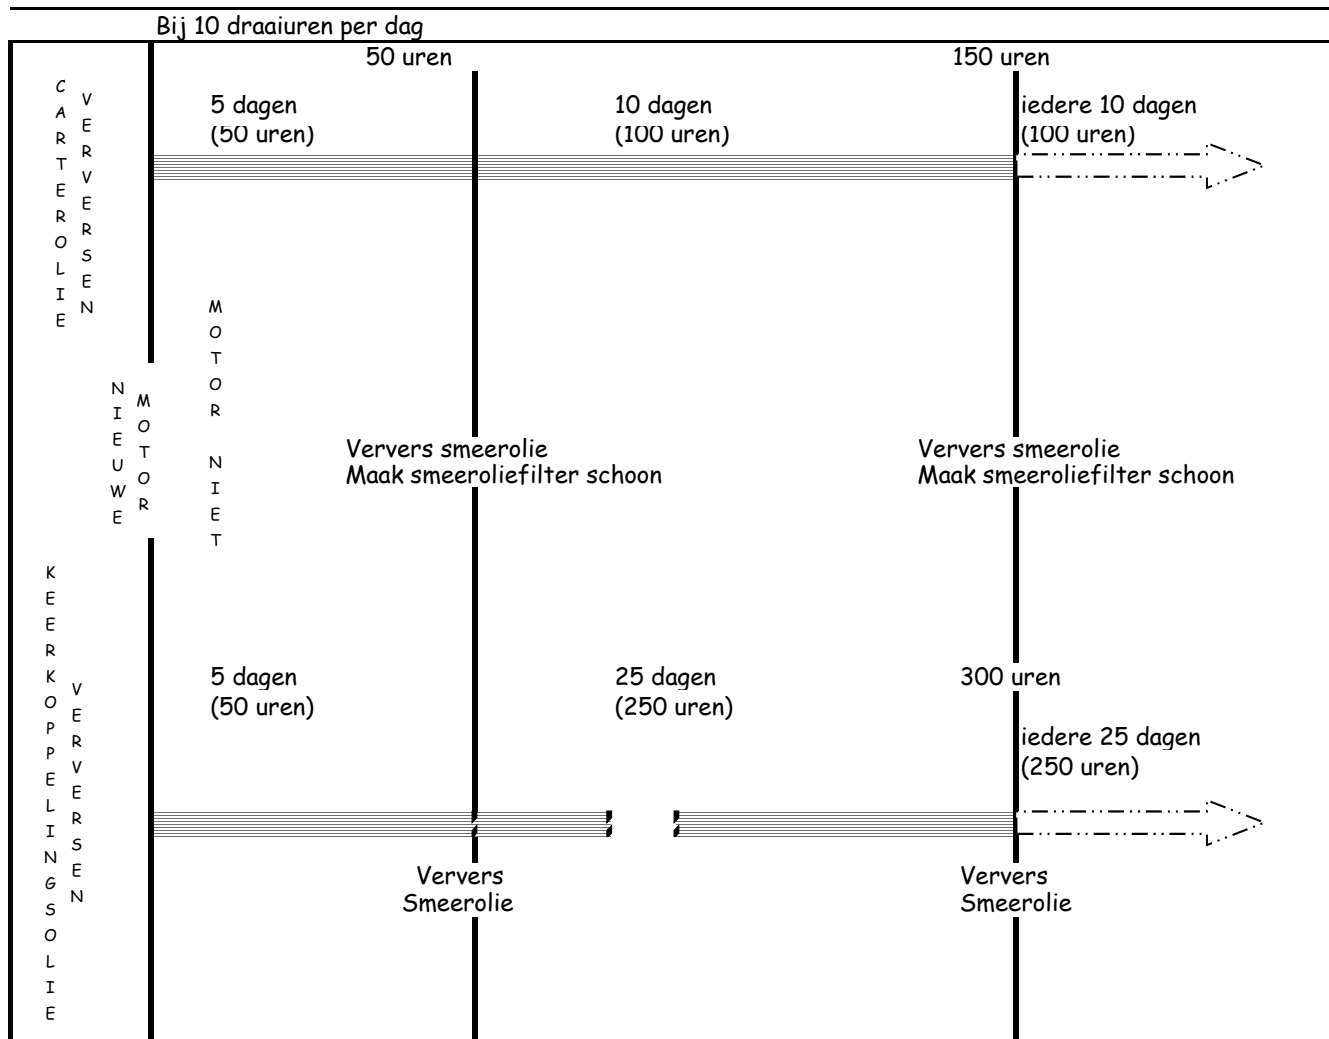 Bij 10 draaiuren per dag
50 uren
150 uren
CARTEROLIE
VERVERSEN
5 dagen
(50 uren)
10 dagen
(100 uren)
iedere 10 dagen
(100 uren)
NIEUWE
MOTOR
MOTOR NIET
Ververs smeerolie
Maak smeeroliefilter schoon
Ververs smeerolie
Maak smeeroliefilter schoon
KEERKOPPELINGSOLIE
VERVERSEN
5 dagen
(50 uren)
25 dagen
(250 uren)
300 uren
iedere 25 dagen
(250 uren)
Ververs
Smeerolie
Ververs
Smeerolie